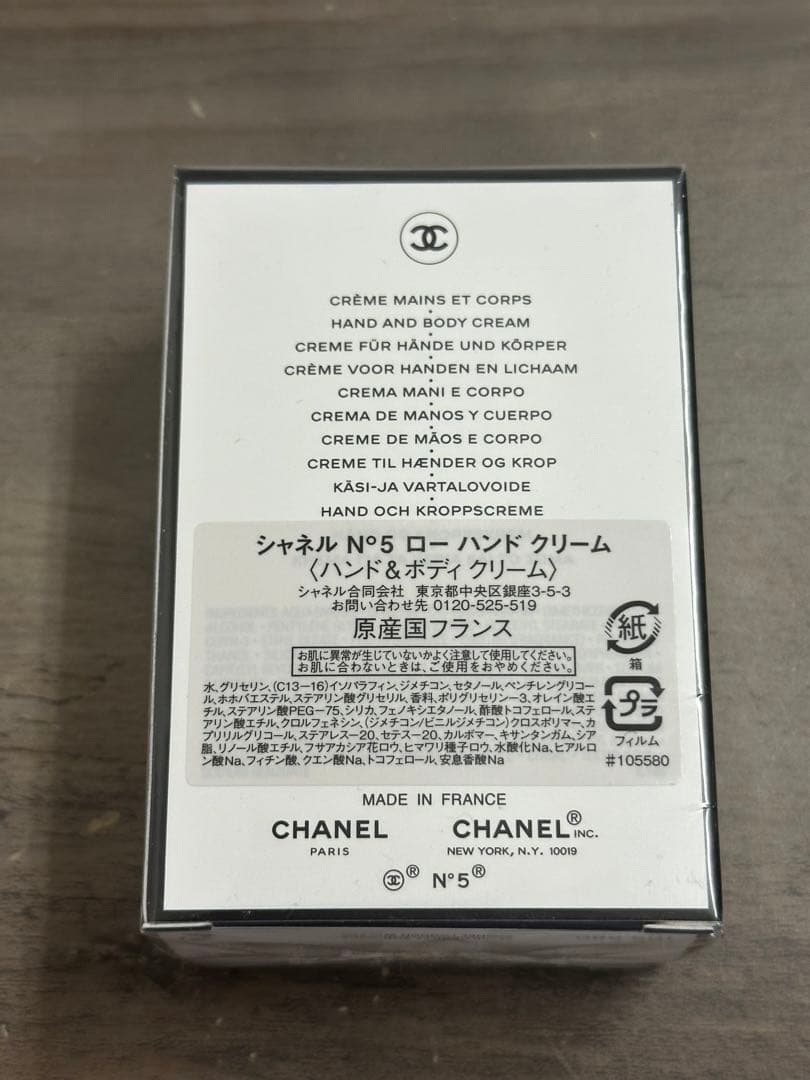 CRÈME MAINS ET CORPS
HAND AND BODY CREAM
CREME FÜR HÄNDE UND KÖRPER
CRÈME VOOR HANDEN EN LICHAAM
CREMA MANI E CORPO
CREMA DE MANOS Y CUERPO
CREME DE MÃOS E CORPO
CREME TIL HÆNDER OG KROP
KÄSI-JA VARTALOVOIDE
HAND OCH KROPPSCREME
シャネル N°5 ロー ハンド クリーム
〈ハンド&ボディ クリーム〉
シャネル合同会社 東京都中央区銀座3-5-3
お問い合わせ先 0120-525-519
原産国フランス
お肌に異常が生じていないかよく注意して使用してください。
お肌に合わないときは、ご使用をおやめください。
紙
箱
プラ
フィルム
水、グリセリン、(C13-16)イソパラフィン、ジメチコン、セタノール、ペンチレングリコー
ル、ホホバエステル、ステアリン酸グリセリル、香料、ポリグリセリン-3、オレイン酸エ
チル、ステアリン酸PEG-75、シリカ、フェノキシエタノール、酢酸トコフェロール、ステ
アリン酸エチル、クロルフェネシン、(ジメチコン/ビニルジメチコン)クロスポリマー、カ
プリリルグリコール、ステアレス-20、セテス-20、カルボマー、キサンタンガム、シア
脂、リノール酸エチル、フサアカシア花ロウ、ヒマワリ種子ロウ、水酸化Na、ヒアルロ
ン酸Na、フィチン酸、クエン酸Na、トコフェロール、安息香酸Na
#105580
MADE IN FRANCE
CHANEL
PARIS
CHANEL® INC.
NEW YORK, N.Y. 10019
® N°5®